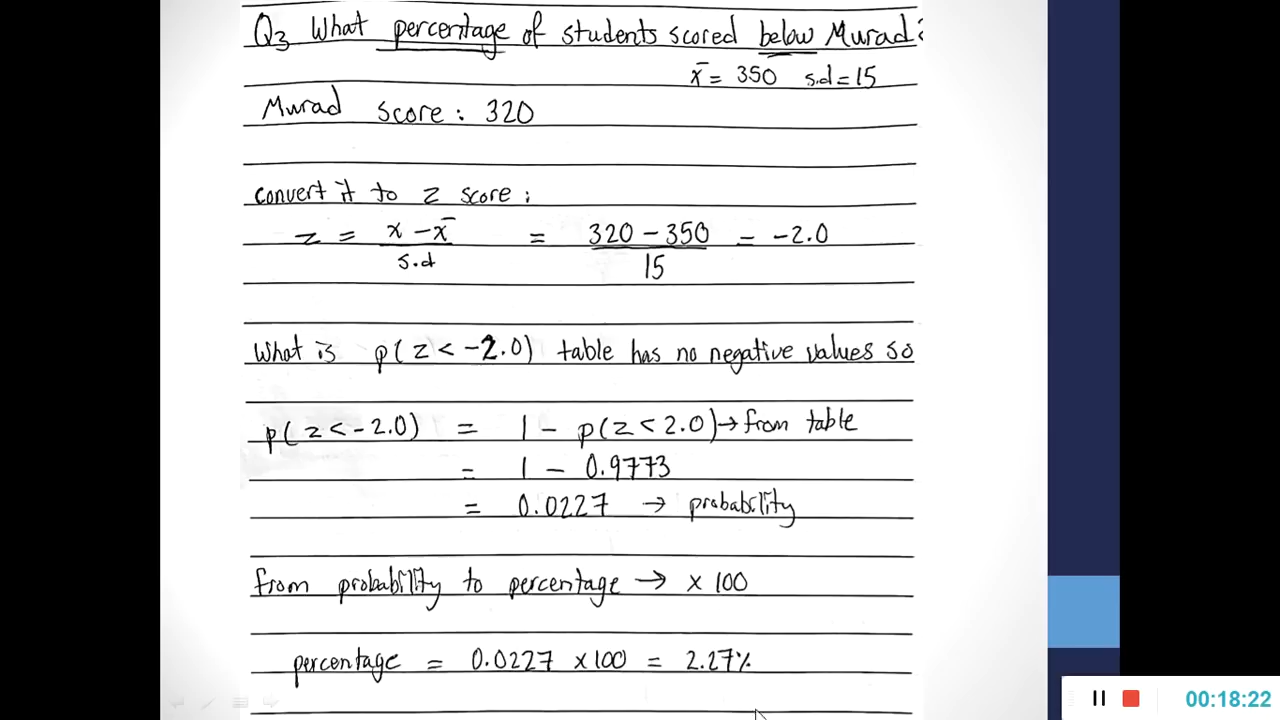 Q3 What percentage of students scored below Murad?
x̄ = 350 s.d = 15
Murad score : 320
convert it to z score :
z = x - x̄ / s.d = 320 - 350 / 15 = -2.0
What is p(z < -2.0) table has no negative values so
p(z < -2.0) = 1 - p(z < 2.0) → from table
= 1 - 0.9773
= 0.0227 → probability
from probability to percentage → x 100
percentage = 0.0227 x 100 = 2.27%
00:18:22